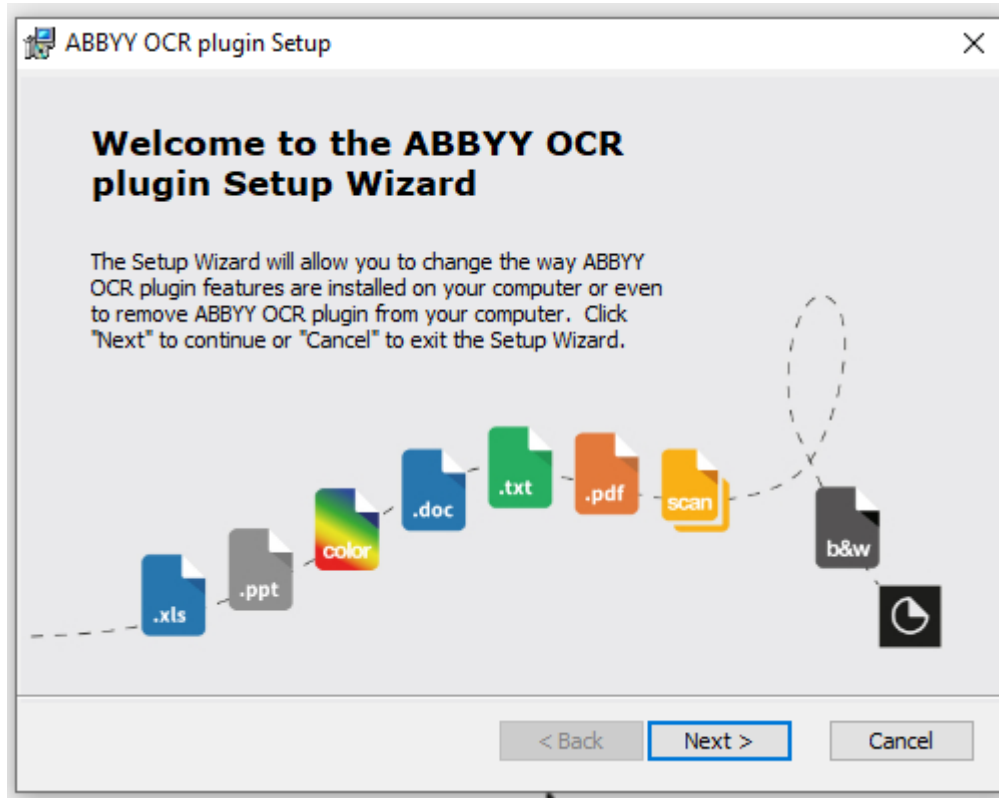 ABBYY OCR plugin Setup
Welcome to the ABBYY OCR
plugin Setup Wizard
The Setup Wizard will allow you to change the way ABBYY
OCR plugin features are installed on your computer or even
to remove ABBYY OCR plugin from your computer.  Click
"Next" to continue or "Cancel" to exit the Setup Wizard.
.xls
.ppt
color
.doc
.txt
.pdf
scan
b&w
< Back
Next >
Cancel